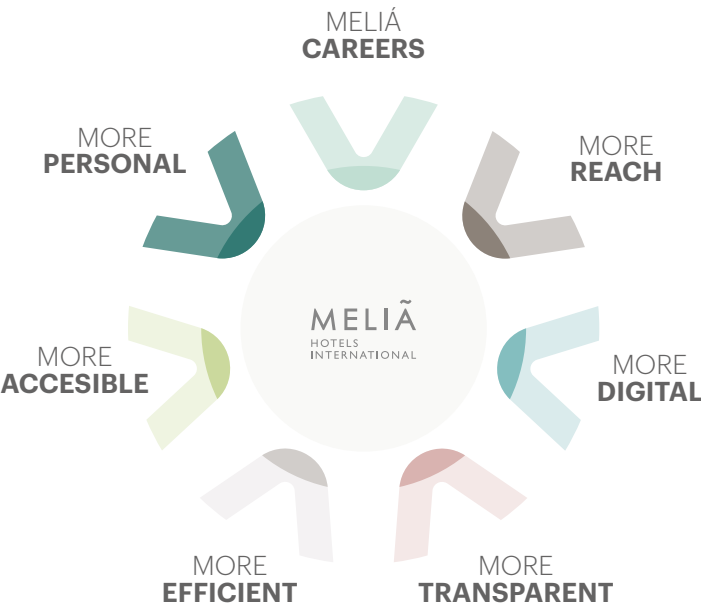 MELIÁ
CAREERS
MORE
PERSONAL
MORE
REACH
MELIÃ
HOTELS
INTERNATIONAL
MORE
ACCESIBLE
MORE
DIGITAL
MORE
EFFICIENT
MORE
TRANSPARENT